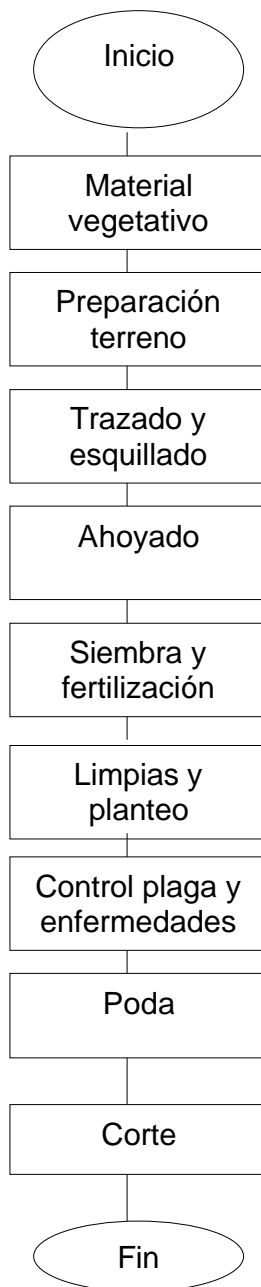 Inicio
Material
vegetativo
Preparación
terreno
Trazado y
esquillado
Ahoyado
Siembra y
fertilización
Limpias y
planteo
Control plaga y
enfermedades
Poda
Corte
Fin